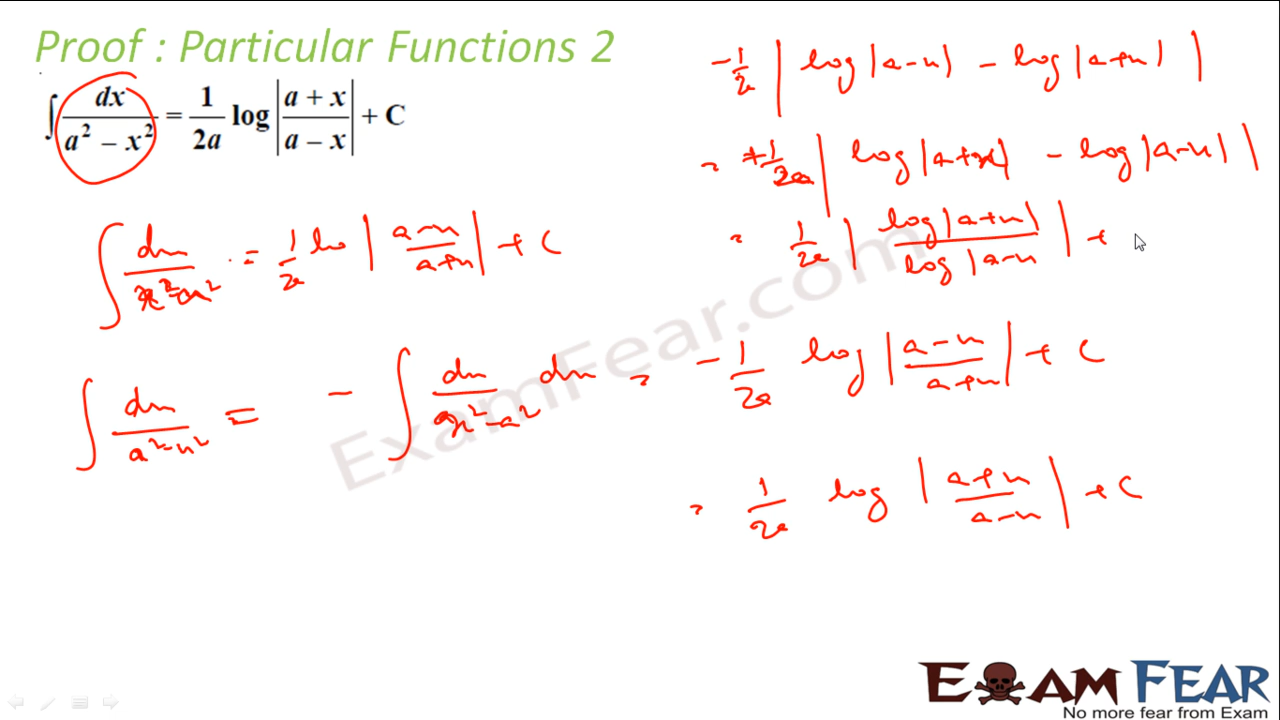 Proof : Particular Functions 2
∫ dx / (a² − x²) = 1/2a log |(a + x)/(a − x)| + C
∫ dx / (x² − a²) = 1/2a lo |(a−x)/(a+x)| + C
∫ dx / (a² − x²) = − ∫ dx / (x² − a²) dx = − 1/2a log |(a−x)/(a+x)| + C
= 1/2a log |(a+x)/(a−x)| + C
−1/2a | log|a−x| − log|a+x| |
= +1/2a | log|a+x| − log|a−x| |
= 1/2a | log|a+x| / log|a−x | +
ExamFear.com
EXAM FEAR
No more fear from Exam